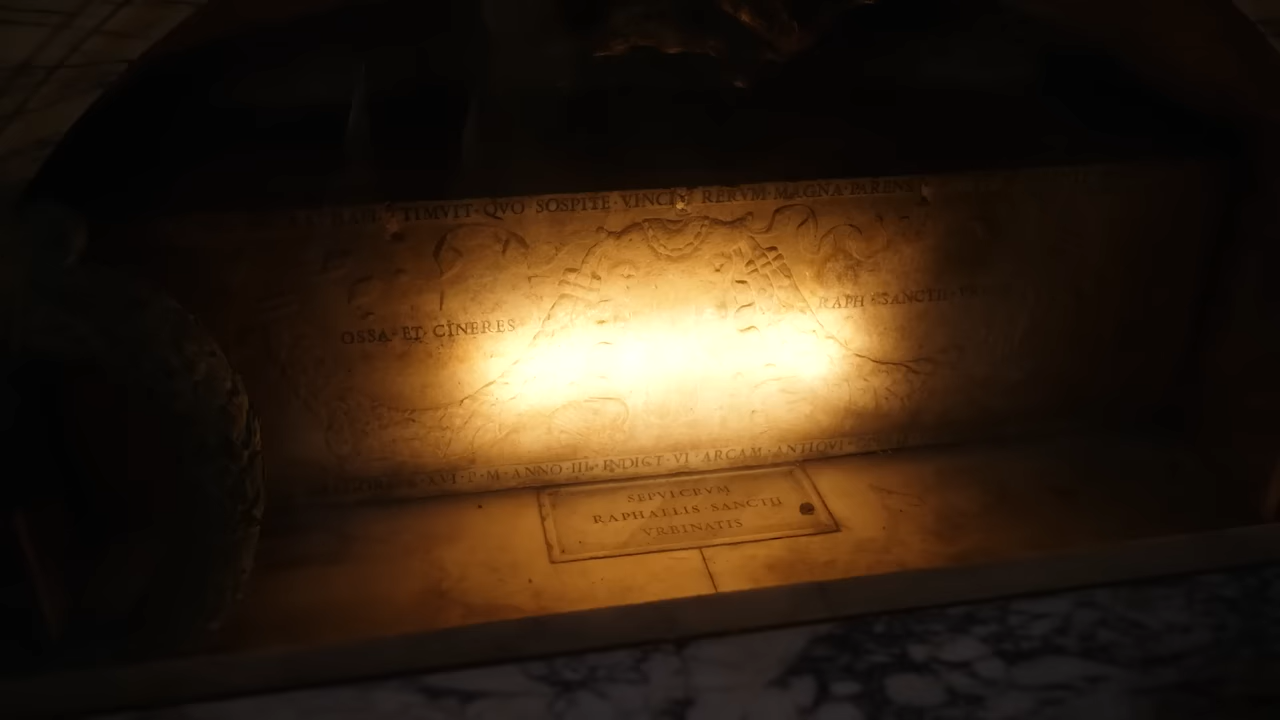 TIMVIT · QVO SOSPITE · VINCI RERVM · MAGNA · PARENS
OSSA · ET · CINERES
RAPH · SANCTII ·
XVI · P · M · ANNO · III · INDICT · VI · ARCAM · ANTIQVI
SEPVLCRVM
RAPHAELIS · SANCTII
VRBINATIS